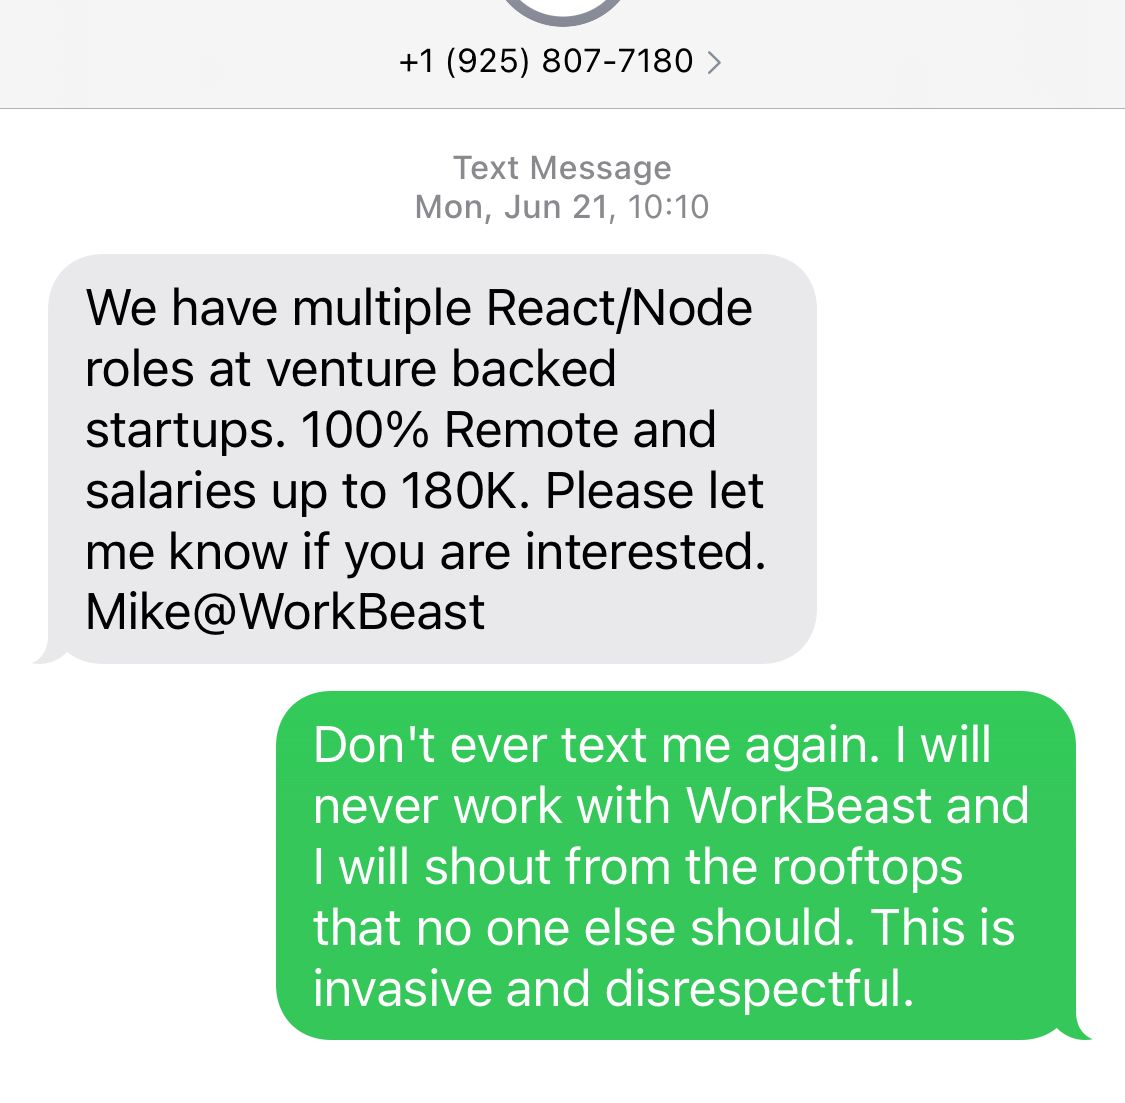 +1 (925) 807-7180 >
Text Message
Mon, Jun 21, 10:10
We have multiple React/Node
roles at venture backed
startups. 100% Remote and
salaries up to 180K. Please let
me know if you are interested.
Mike@WorkBeast
Don't ever text me again. I will
never work with WorkBeast and
I will shout from the rooftops
that no one else should. This is
invasive and disrespectful.